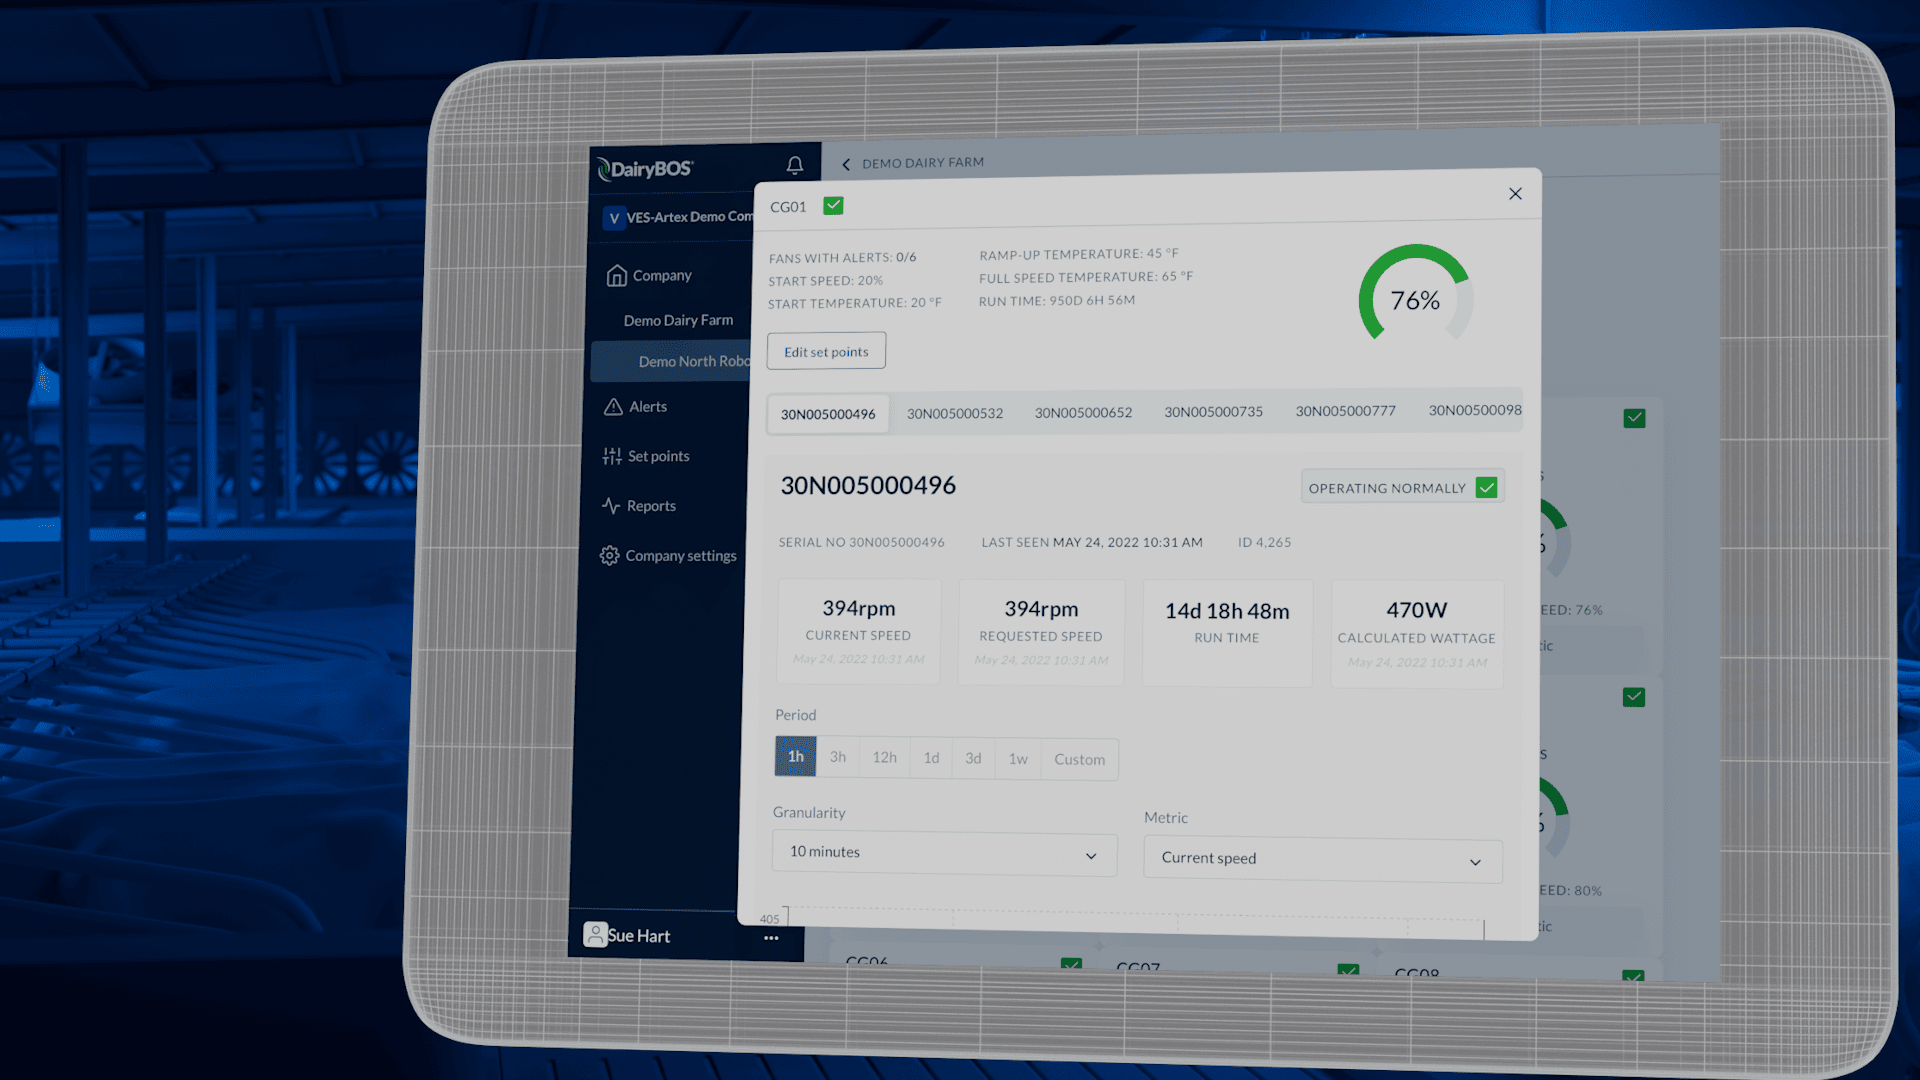 DairyBOS
DEMO DAIRY FARM
VES-Artex Demo Com
Company
Demo Dairy Farm
Demo North Robo
Alerts
Set points
Reports
Company settings
Sue Hart
CG01
FANS WITH ALERTS: 0/6
START SPEED: 20%
START TEMPERATURE: 20 °F
RAMP-UP TEMPERATURE: 45 °F
FULL SPEED TEMPERATURE: 65 °F
RUN TIME: 950D 6H 56M
76%
Edit set points
30N005000496 30N005000532 30N005000652 30N005000735 30N005000777 30N00500098
30N005000496
OPERATING NORMALLY
SERIAL NO 30N005000496 LAST SEEN MAY 24, 2022 10:31 AM ID 4,265
394rpm
CURRENT SPEED
May 24, 2022 10:31 AM
394rpm
REQUESTED SPEED
May 24, 2022 10:31 AM
14d 18h 48m
RUN TIME
470W
CALCULATED WATTAGE
May 24, 2022 10:31 AM
Period
1h 3h 12h 1d 3d 1w Custom
Granularity
10 minutes
Metric
Current speed
405
EED: 76%
tic
EED: 80%
tic
CG06 CG07 CG08